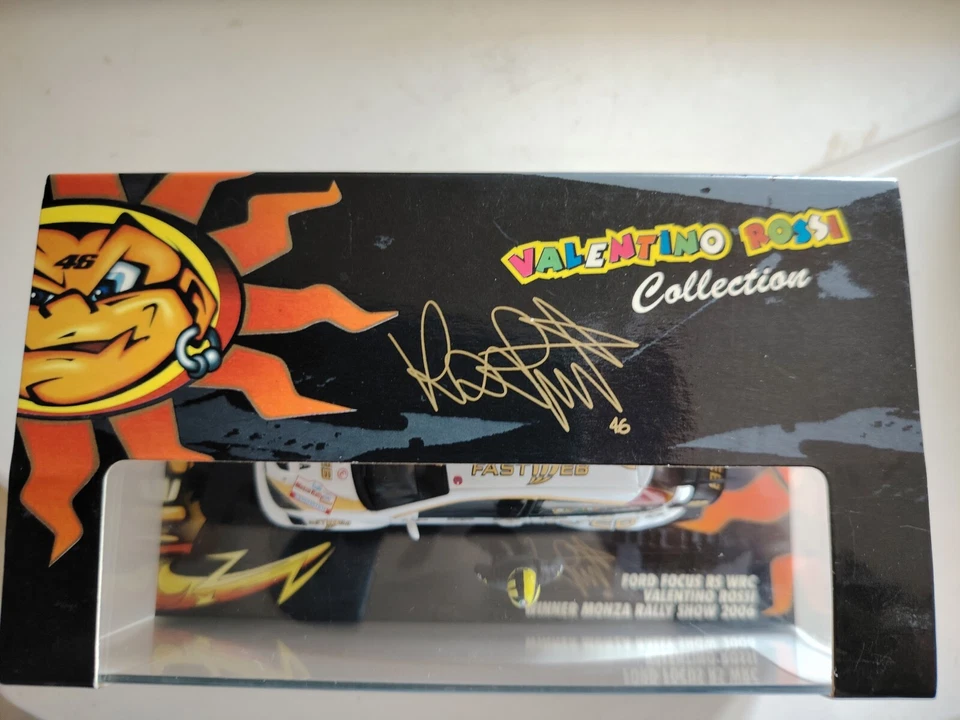 46
VALENTINO ROSSI
Collection
46
FASTWEB
FORD FOCUS RS WRC
VALENTINO ROSSI
WINNER MONZA RALLY SHOW 2006